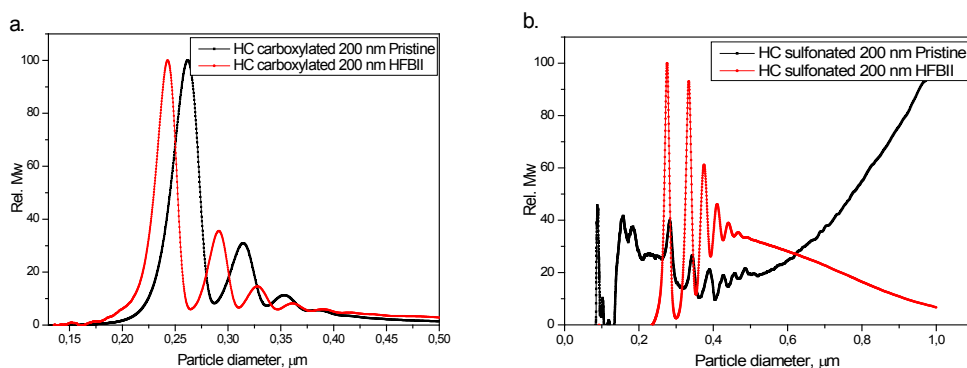 a.
HC carboxylated 200 nm Pristine
HC carboxylated 200 nm HFBII
100
80
60
40
20
0
Rel. Mw
0,15 0,20 0,25 0,30 0,35 0,40 0,45 0,50
Particle diameter, μm
b.
HC sulfonated 200 nm Pristine
HC sulfonated 200 nm HFBII
100
80
60
40
20
0
Rel. Mw
0,0 0,2 0,4 0,6 0,8 1,0
Particle diameter, μm